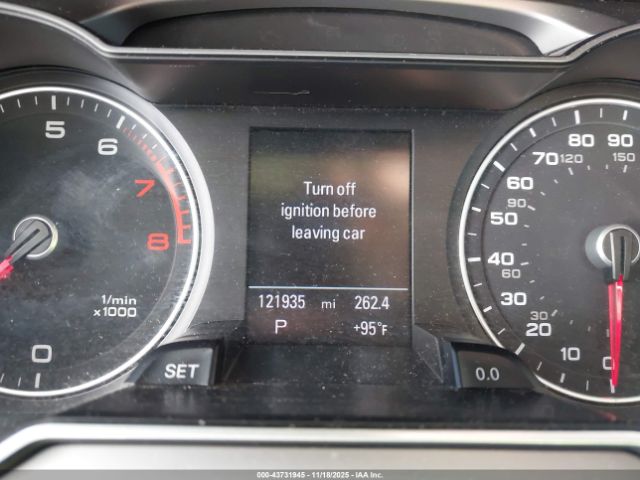 5
6
7
8
1/min
x1000
0
Turn off
ignition before
leaving car
121935 mi 262.4
P +95°F
SET
0.0
80 90
70 120 150
60
90
50
40
60
30
30
20
10
0
000-43731945 - 11/18/2025 - IAA Inc.